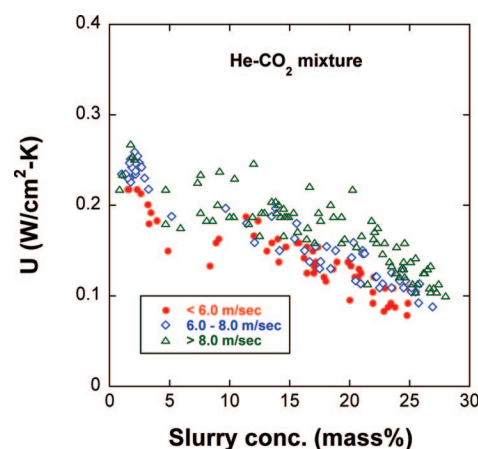 He-CO₂ mixture
U (W/cm²-K)
0.4
0.3
0.2
0.1
0
< 6.0 m/sec
6.0 - 8.0 m/sec
> 8.0 m/sec
0 5 10 15 20 25 30
Slurry conc. (mass%)